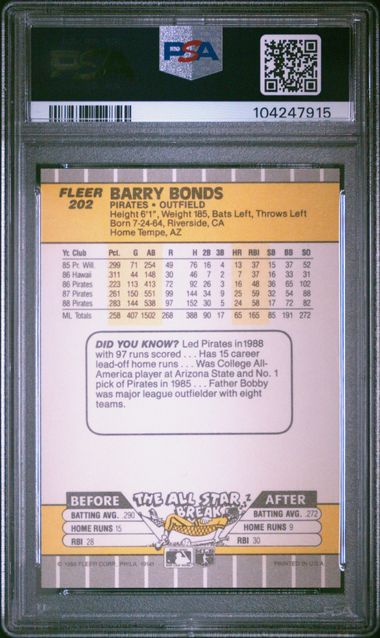 PSA
104247915
FLEER
202
BARRY BONDS
PIRATES • OUTFIELD
Height 6'1", Weight 185, Bats Left, Throws Left
Born 7-24-64, Riverside, CA
Home Tempe, AZ
Yr. Club Pct. G AB R H 2B 3B HR RBI SB BB SO
85 Pr. Wil. .299 71 254 49 76 16 4 13 37 15 37 52
86 Hawaii .311 44 148 30 46 7 2 7 37 16 33 31
86 Pirates .223 113 413 72 92 26 3 16 48 36 65 102
87 Pirates .261 150 551 99 144 34 9 25 59 32 54 88
88 Pirates .283 144 538 97 152 30 5 24 58 17 72 82
ML Totals .258 407 1502 268 388 90 17 65 165 85 191 272
DID YOU KNOW? Led Pirates in 1988
with 97 runs scored . . . Has 15 career
lead-off home runs . . . Was College All-
America player at Arizona State and No. 1
pick of Pirates in 1985 . . . Father Bobby
was major league outfielder with eight
teams.
BEFORE THE ALL STAR BREAK AFTER
BATTING AVG. .290 BATTING AVG. .272
HOME RUNS 15 HOME RUNS 9
RBI 28 RBI 30
FLEER CORP., PHILA. 19141 PRINTED IN U.S.A.